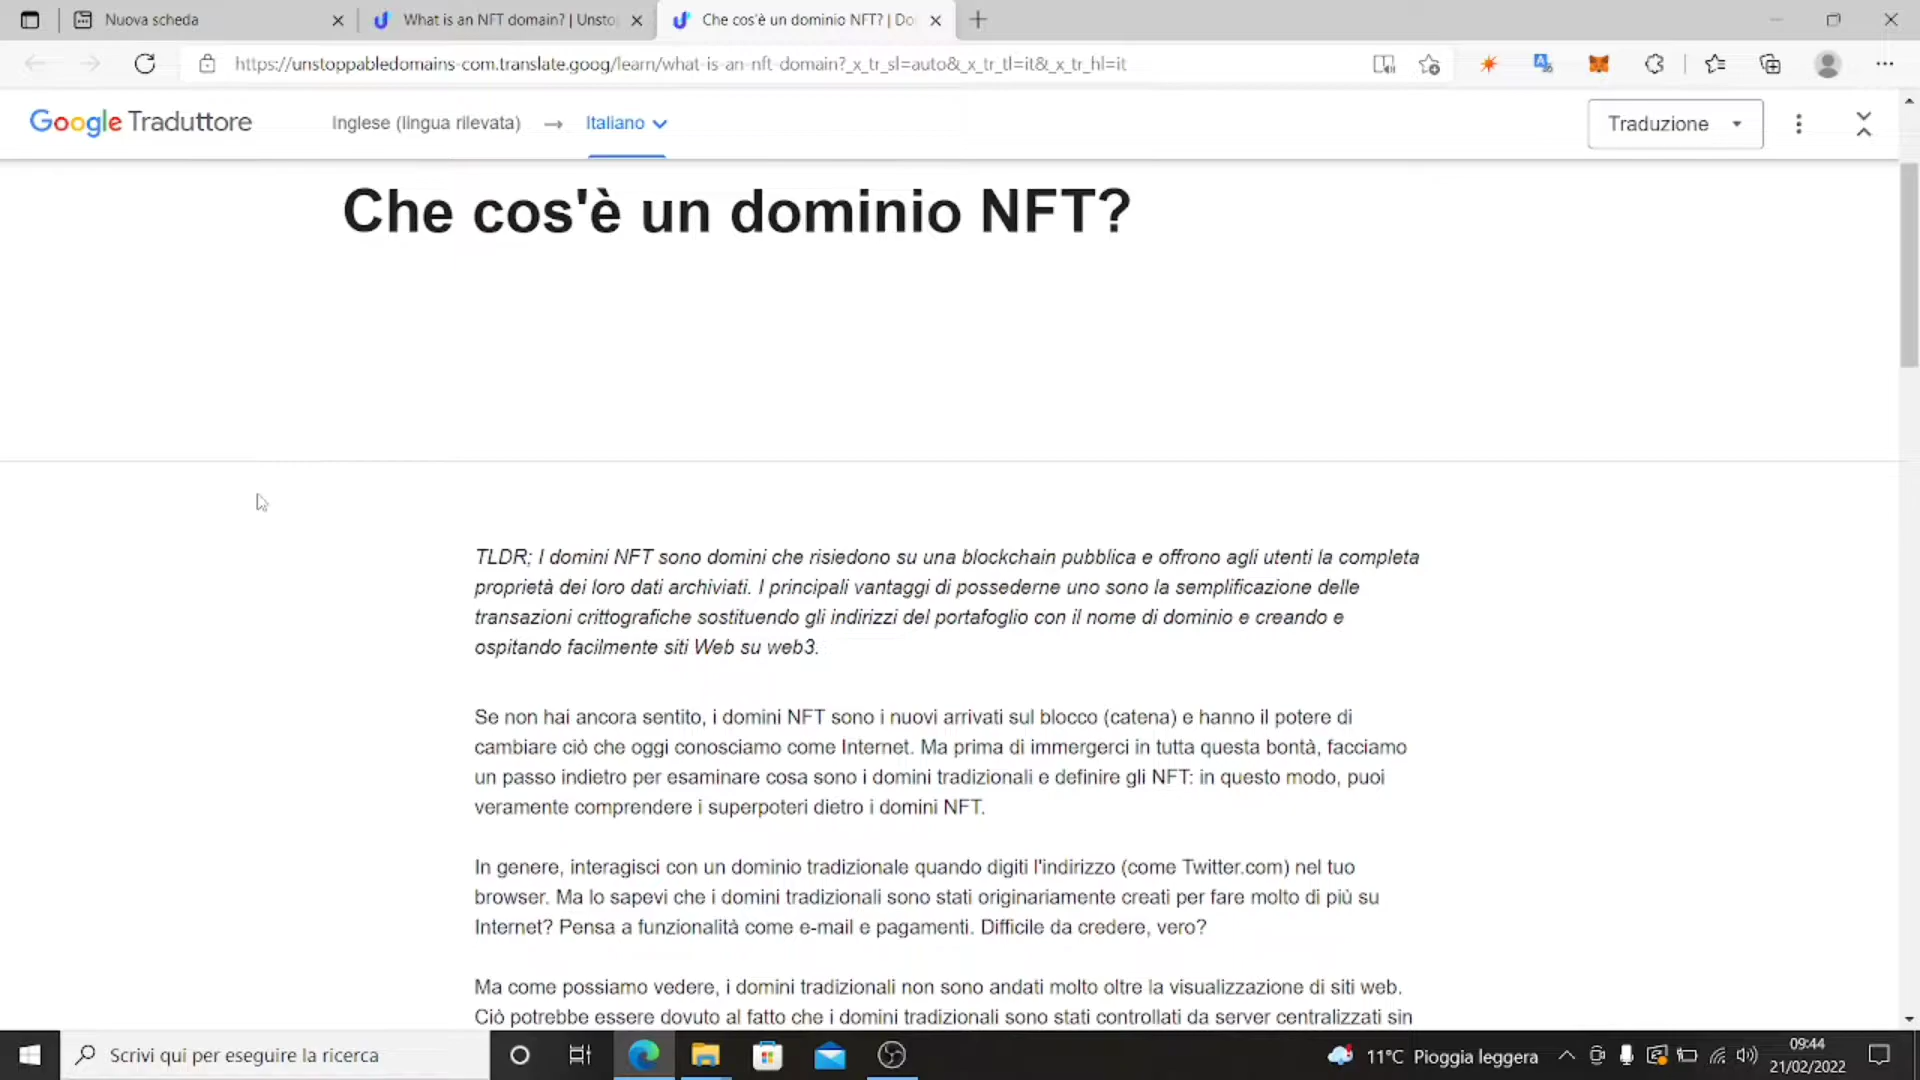 Nuova scheda
What is an NFT domain? | Unsto
Che cos'è un dominio NFT? | Do
https://unstoppabledomains-com.translate.goog/learn/what-is-an-nft-domain?_x_tr_sl=auto&_x_tr_tl=it&_x_tr_hl=it
Google Traduttore
Inglese (lingua rilevata) → Italiano
Traduzione
Che cos'è un dominio NFT?
TLDR; I domini NFT sono domini che risiedono su una blockchain pubblica e offrono agli utenti la completa
proprietà dei loro dati archiviati. I principali vantaggi di possederne uno sono la semplificazione delle
transazioni crittografiche sostituendo gli indirizzi del portafoglio con il nome di dominio e creando e
ospitando facilmente siti Web su web3.
Se non hai ancora sentito, i domini NFT sono i nuovi arrivati sul blocco (catena) e hanno il potere di
cambiare ciò che oggi conosciamo come Internet. Ma prima di immergerci in tutta questa bontà, facciamo
un passo indietro per esaminare cosa sono i domini tradizionali e definire gli NFT: in questo modo, puoi
veramente comprendere i superpoteri dietro i domini NFT.
In genere, interagisci con un dominio tradizionale quando digiti l'indirizzo (come Twitter.com) nel tuo
browser. Ma lo sapevi che i domini tradizionali sono stati originariamente creati per fare molto di più su
Internet? Pensa a funzionalità come e-mail e pagamenti. Difficile da credere, vero?
Ma come possiamo vedere, i domini tradizionali non sono andati molto oltre la visualizzazione di siti web.
Ciò potrebbe essere dovuto al fatto che i domini tradizionali sono stati controllati da server centralizzati sin
Scrivi qui per eseguire la ricerca
11°C Pioggia leggera
09:44
21/02/2022